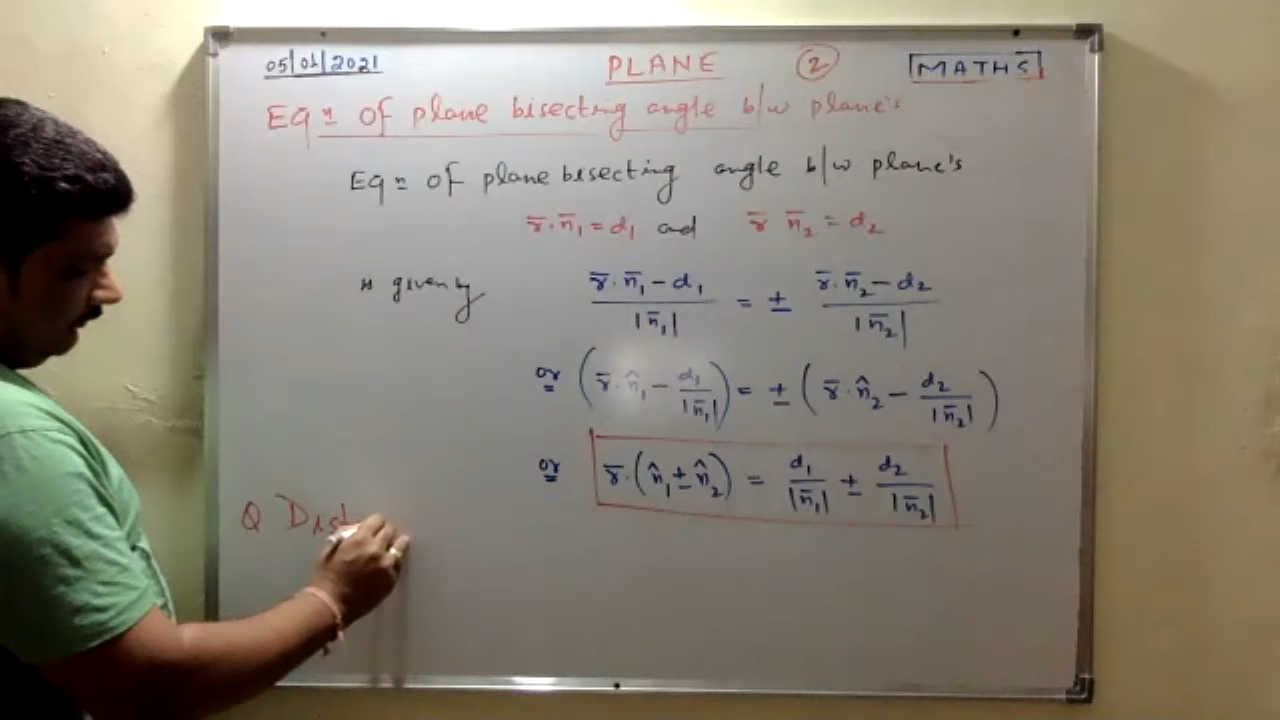 05/01/2021 PLANE 2 MATHS
Eqⁿ Of plane bisecting angle b/w plane's
Eqⁿ Of plane bisecting angle b/w plane's
r̄.n̄₁ = d₁ and r̄ n̄₂ = d₂
is given by (r̄.n̄₁ - d₁)/|n̄₁| = ± (r̄.n̄₂ - d₂)/|n̄₂|
or (r̄.n̂₁ - d₁/|n̄₁|) = ± (r̄.n̂₂ - d₂/|n̄₂|)
or r̄.(n̂₁ ± n̂₂) = d₁/|n̄₁| ± d₂/|n̄₂|
Q Dist